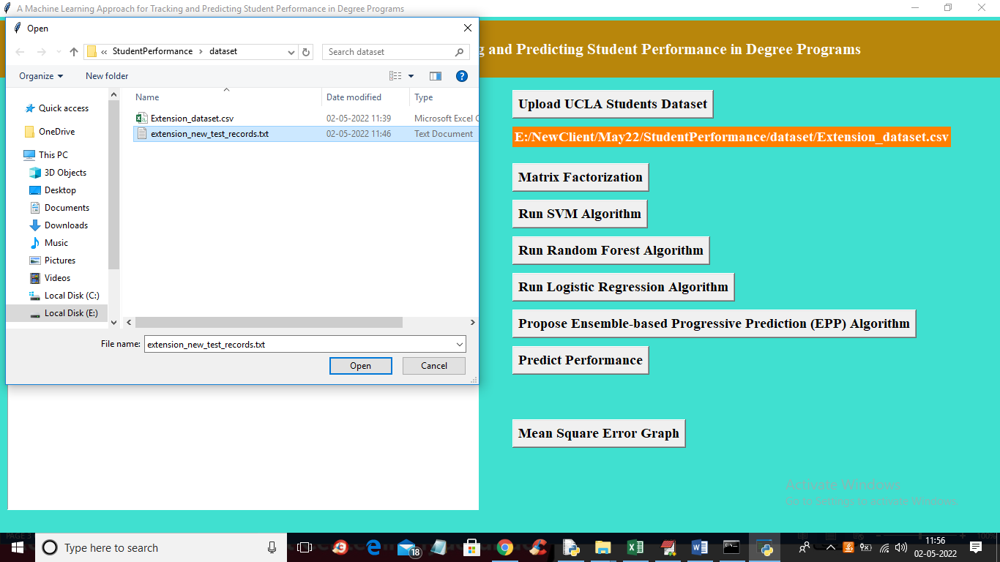 A Machine Learning Approach for Tracking and Predicting Student Performance in Degree Programs
Open
« StudentPerformance > dataset
Search dataset
Organize
New folder
Name
Date modified
Type
Quick access
OneDrive
This PC
3D Objects
Desktop
Documents
Downloads
Music
Pictures
Videos
Local Disk (C:)
Local Disk (E:)
Extension_dataset.csv 02-05-2022 11:39 Microsoft Excel C
extension_new_test_records.txt 02-05-2022 11:46 Text Document
File name: extension_new_test_records.txt
Open
Cancel
g and Predicting Student Performance in Degree Programs
Upload UCLA Students Dataset
E:/NewClient/May22/StudentPerformance/dataset/Extension_dataset.csv
Matrix Factorization
Run SVM Algorithm
Run Random Forest Algorithm
Run Logistic Regression Algorithm
Propose Ensemble-based Progressive Prediction (EPP) Algorithm
Predict Performance
Mean Square Error Graph
Activate Windows
Go to Settings to activate Windows.
100%
Type here to search
18
11:56
02-05-2022